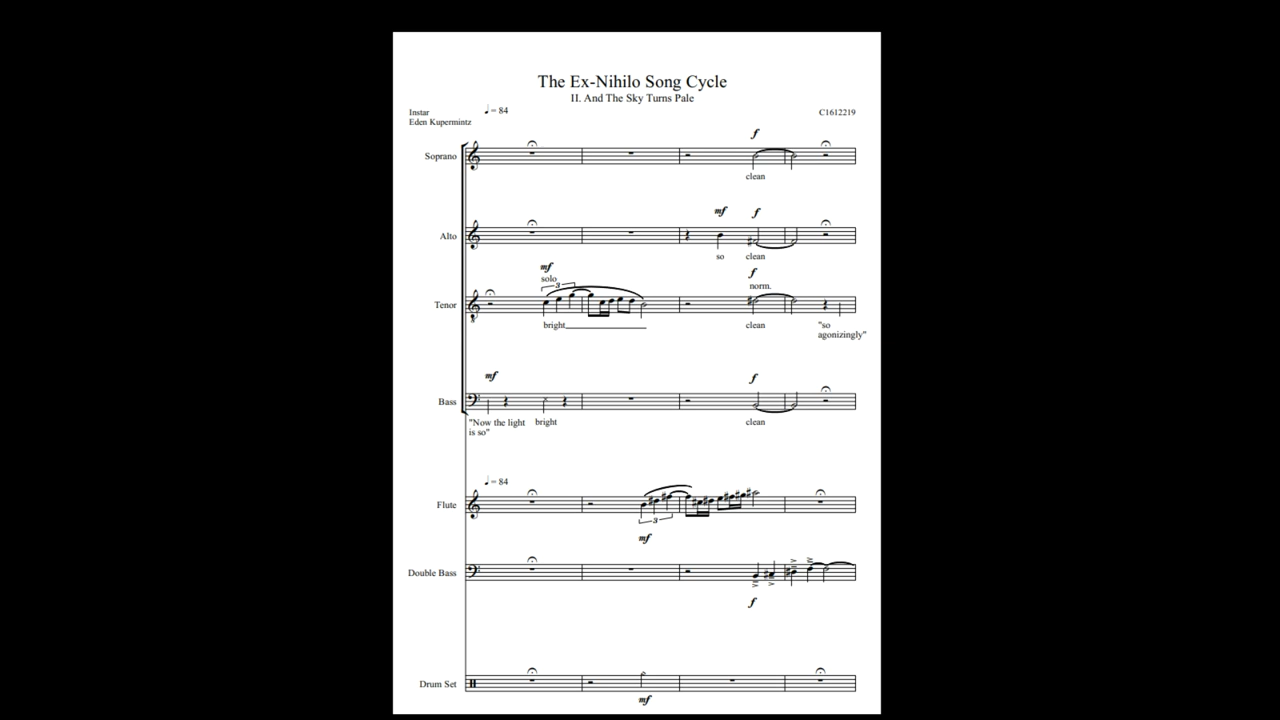 The Ex-Nihilo Song Cycle
II. And The Sky Turns Pale
Instar
Eden Kupermintz
♩ = 84
C1612219
f
Soprano
clean
mf f
Alto
so clean
mf
solo
f
norm.
3
Tenor
8
bright clean "so
agonizingly"
mf f
Bass
"Now the light
is so" bright clean
♩ = 84
Flute
3
mf
Double Bass
f
Drum Set
mf